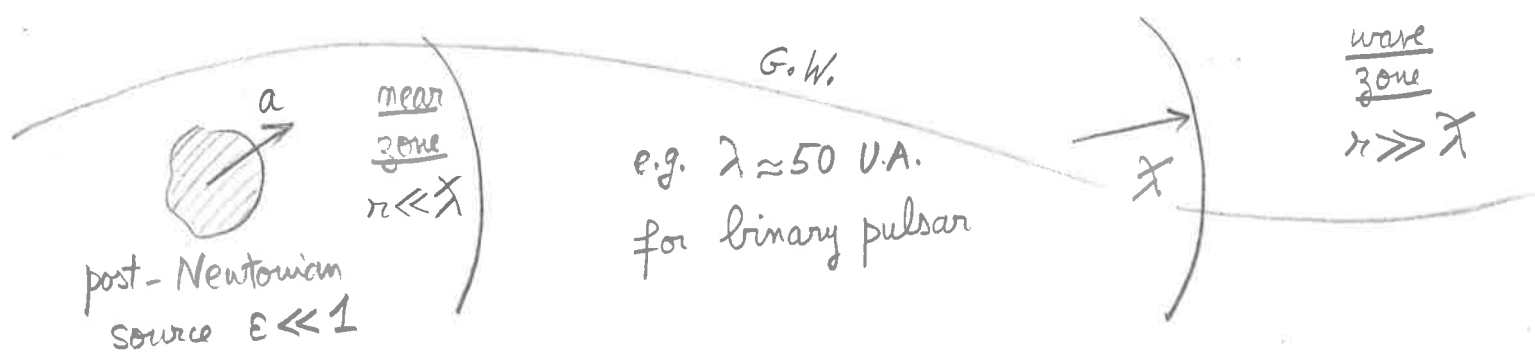 a
near
zone
r≪ƛ
post-Newtonian
source ε≪1
G.W.
e.g. λ≈50 U.A.
for binary pulsar
ƛ
wave
zone
r≫ƛ